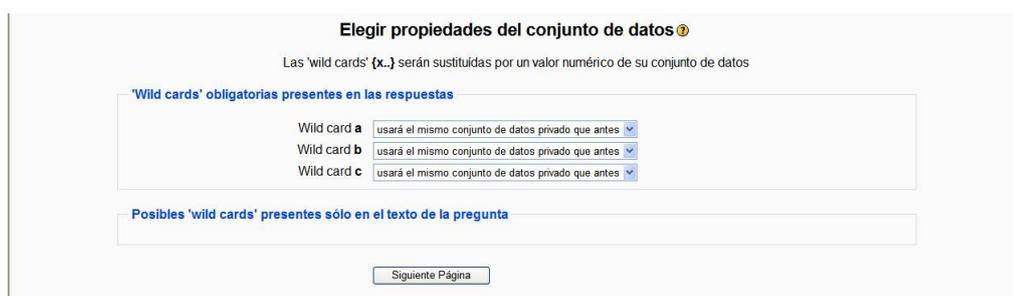 Elegir propiedades del conjunto de datos ?
Las 'wild cards' {x..} serán sustituídas por un valor numérico de su conjunto de datos
'Wild cards' obligatorias presentes en las respuestas
Wild card a usará el mismo conjunto de datos privado que antes
Wild card b usará el mismo conjunto de datos privado que antes
Wild card c usará el mismo conjunto de datos privado que antes
Posibles 'wild cards' presentes sólo en el texto de la pregunta
Siguiente Página